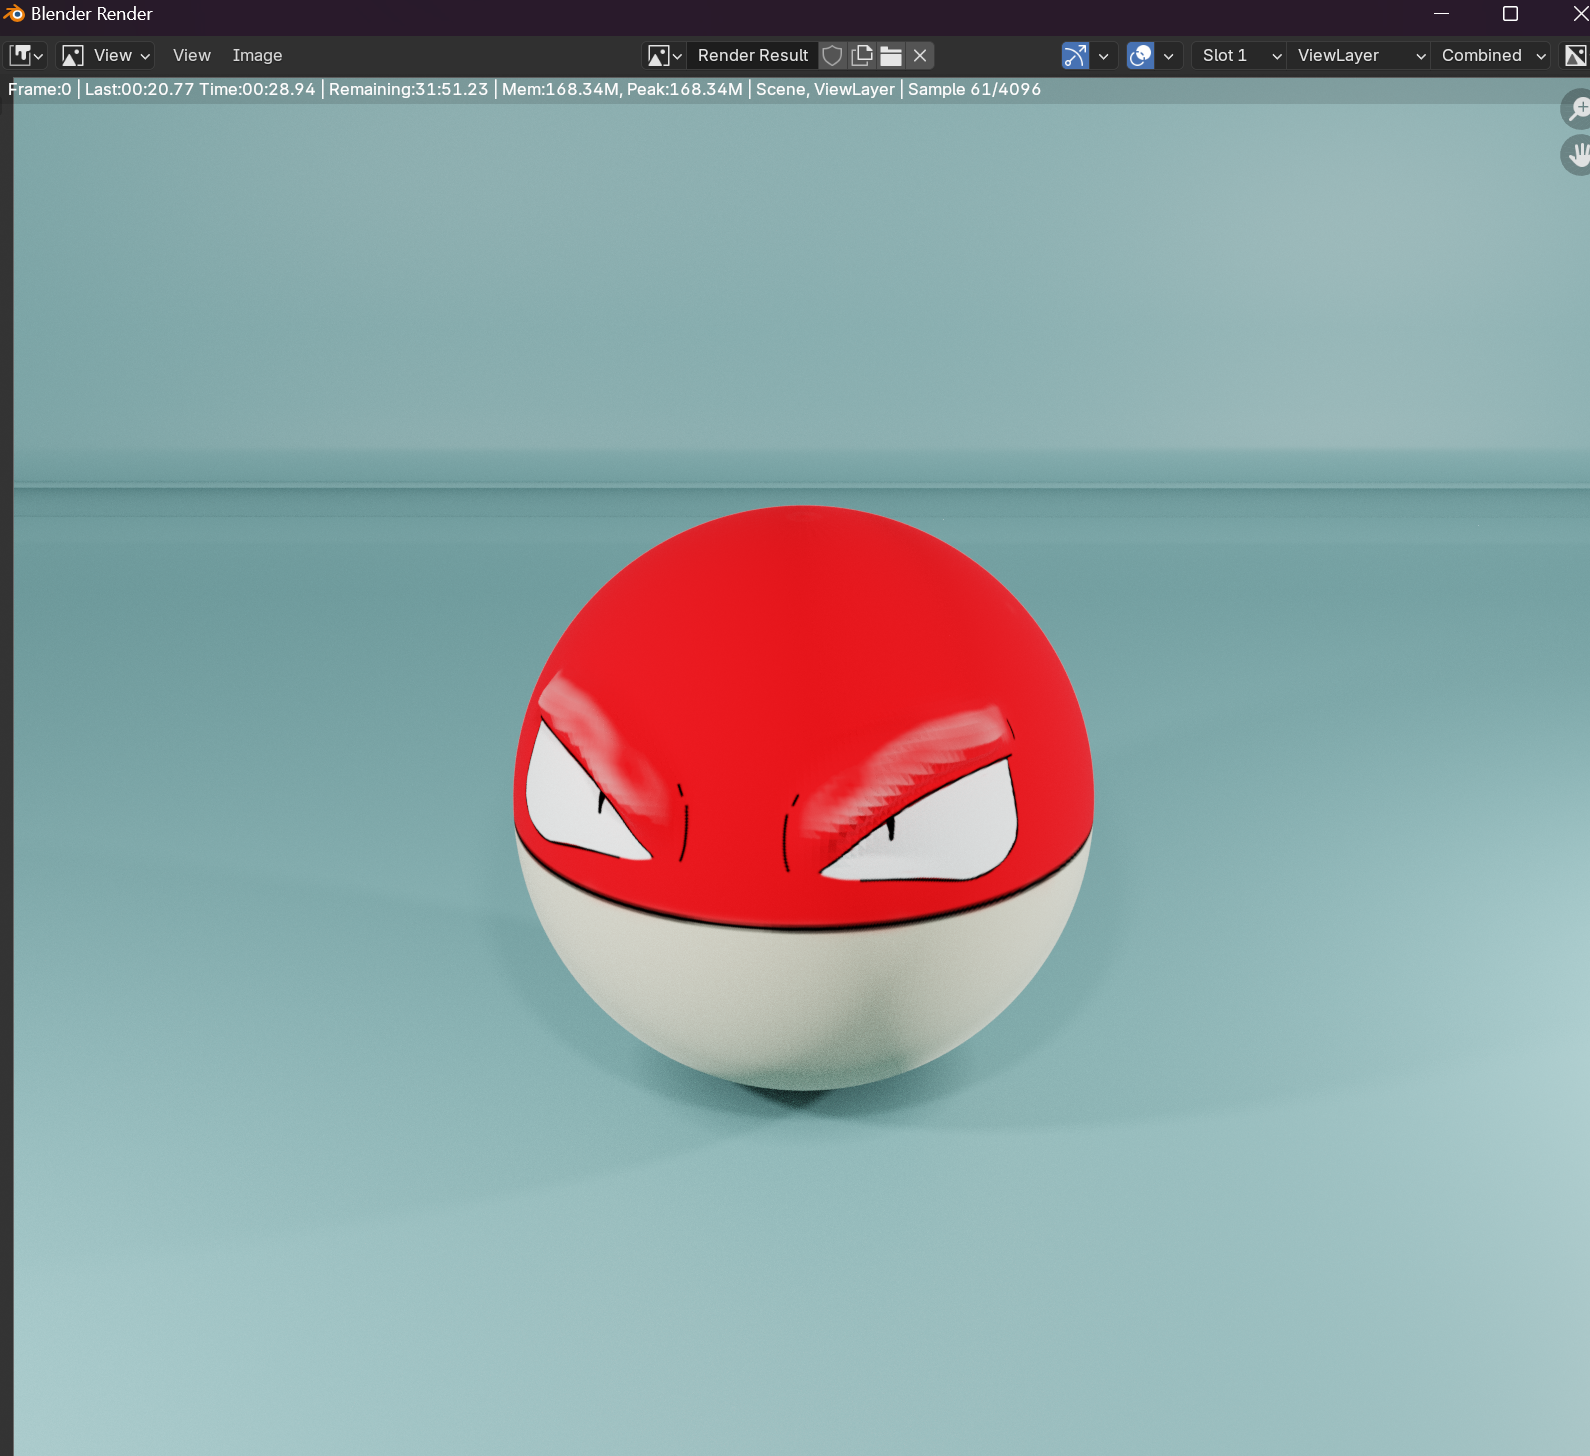 Blender Render
View View Image Render Result Slot 1 ViewLayer Combined
Frame:0 | Last:00:20.77 Time:00:28.94 | Remaining:31:51.23 | Mem:168.34M, Peak:168.34M | Scene, ViewLayer | Sample 61/4096